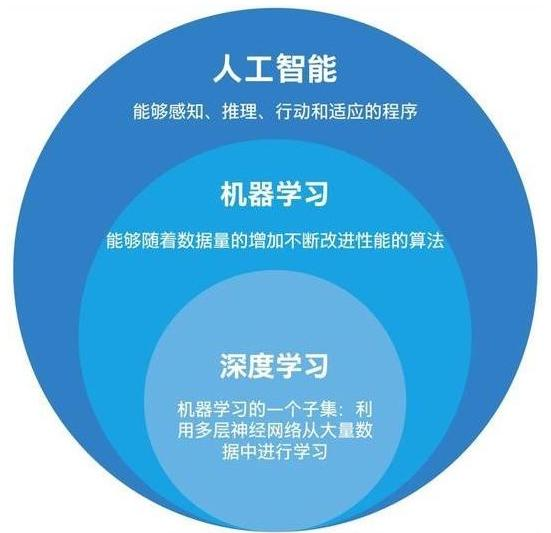 人工智能
能够感知、推理、行动和适应的程序
机器学习
能够随着数据量的增加不断改进性能的算法
深度学习
机器学习的一个子集：利
用多层神经网络从大量数
据中进行学习